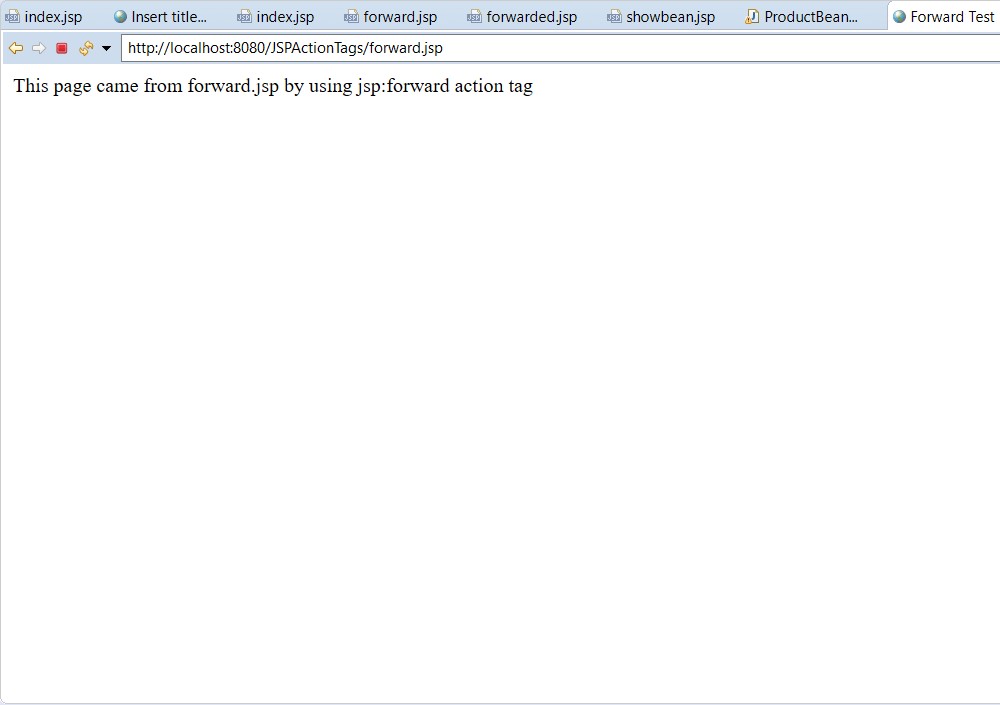 index.jsp Insert title... index.jsp forward.jsp forwarded.jsp showbean.jsp ProductBean... Forward Test
http://localhost:8080/JSPActionTags/forward.jsp
This page came from forward.jsp by using jsp:forward action tag